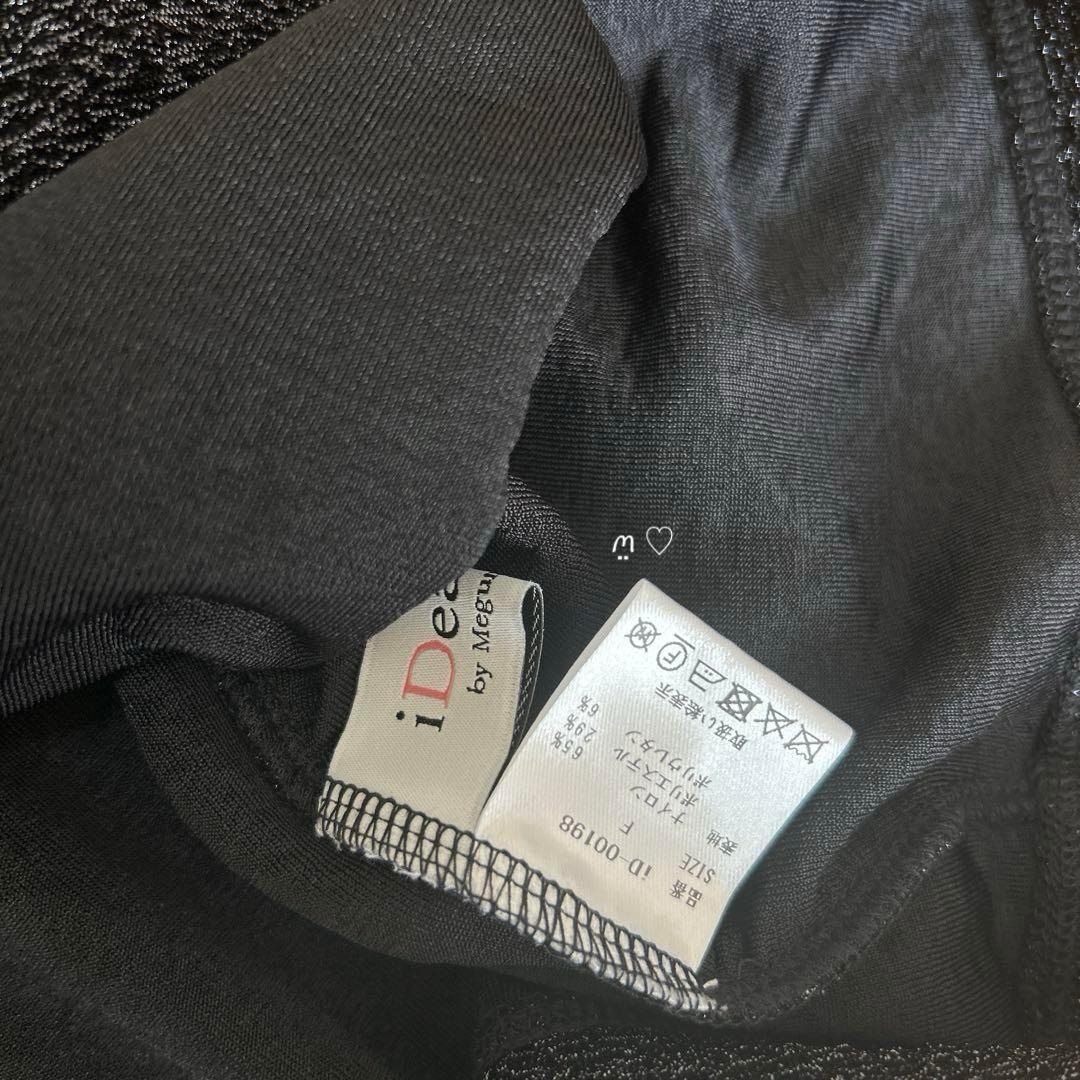 iDea
by Megu
品番 iD-00198
SIZE F
表地 ナイロン 65%
ポリエステル 29%
ポリウレタン 6%
取扱い絵表示
F